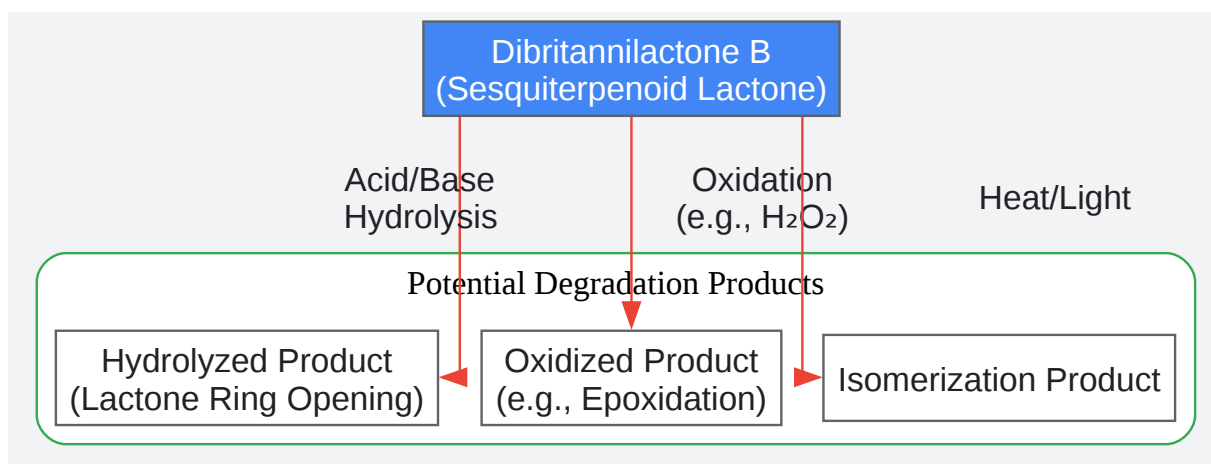 Dibritannilactone B
(Sesquiterpenoid Lactone)
Acid/Base
Hydrolysis
Oxidation
(e.g., H₂O₂)
Heat/Light
Potential Degradation Products
Hydrolyzed Product
(Lactone Ring Opening)
Oxidized Product
(e.g., Epoxidation)
Isomerization Product